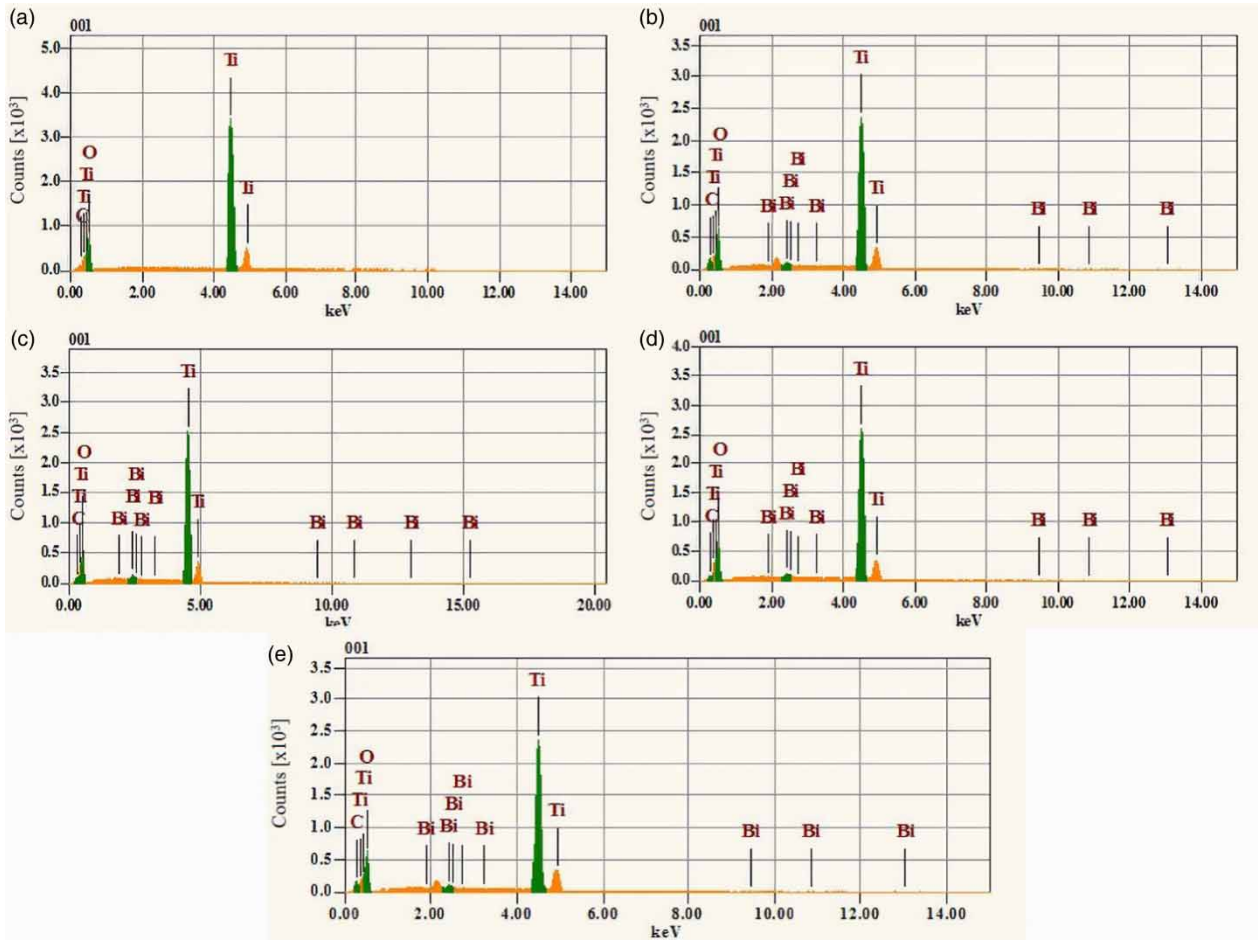 (a)
001
Counts [x10³]
5.0
4.0
3.0
2.0
1.0
0.0
Ti
Ti
O
Ti
Ti
C
0.00 2.00 4.00 6.00 8.00 10.00 12.00 14.00
keV
(b)
001
Counts [x10³]
3.5
3.0
2.5
2.0
1.5
1.0
0.5
0.0
Ti
Ti
O
Ti
Ti
C
Bi
Bi
Bi Bi Bi
Bi Bi Bi
0.00 2.00 4.00 6.00 8.00 10.00 12.00 14.00
keV
(c)
001
Counts [x10³]
3.5
3.0
2.5
2.0
1.5
1.0
0.5
0.0
Ti
Ti
O
Ti
Ti
C
Bi
Bi Bi
Bi Bi
Bi Bi Bi Bi
0.00 5.00 10.00 15.00 20.00
keV
(d)
001
Counts [x10³]
4.0
3.5
3.0
2.5
2.0
1.5
1.0
0.5
0.0
Ti
Ti
O
Ti
Ti
C
Bi
Bi
Bi Bi Bi
Bi Bi Bi
0.00 2.00 4.00 6.00 8.00 10.00 12.00 14.00
keV
(e)
001
Counts [x10³]
3.5
3.0
2.5
2.0
1.5
1.0
0.5
0.0
Ti
Ti
O
Ti
Ti
C
Bi
Bi
Bi Bi Bi
Bi Bi Bi
0.00 2.00 4.00 6.00 8.00 10.00 12.00 14.00
keV